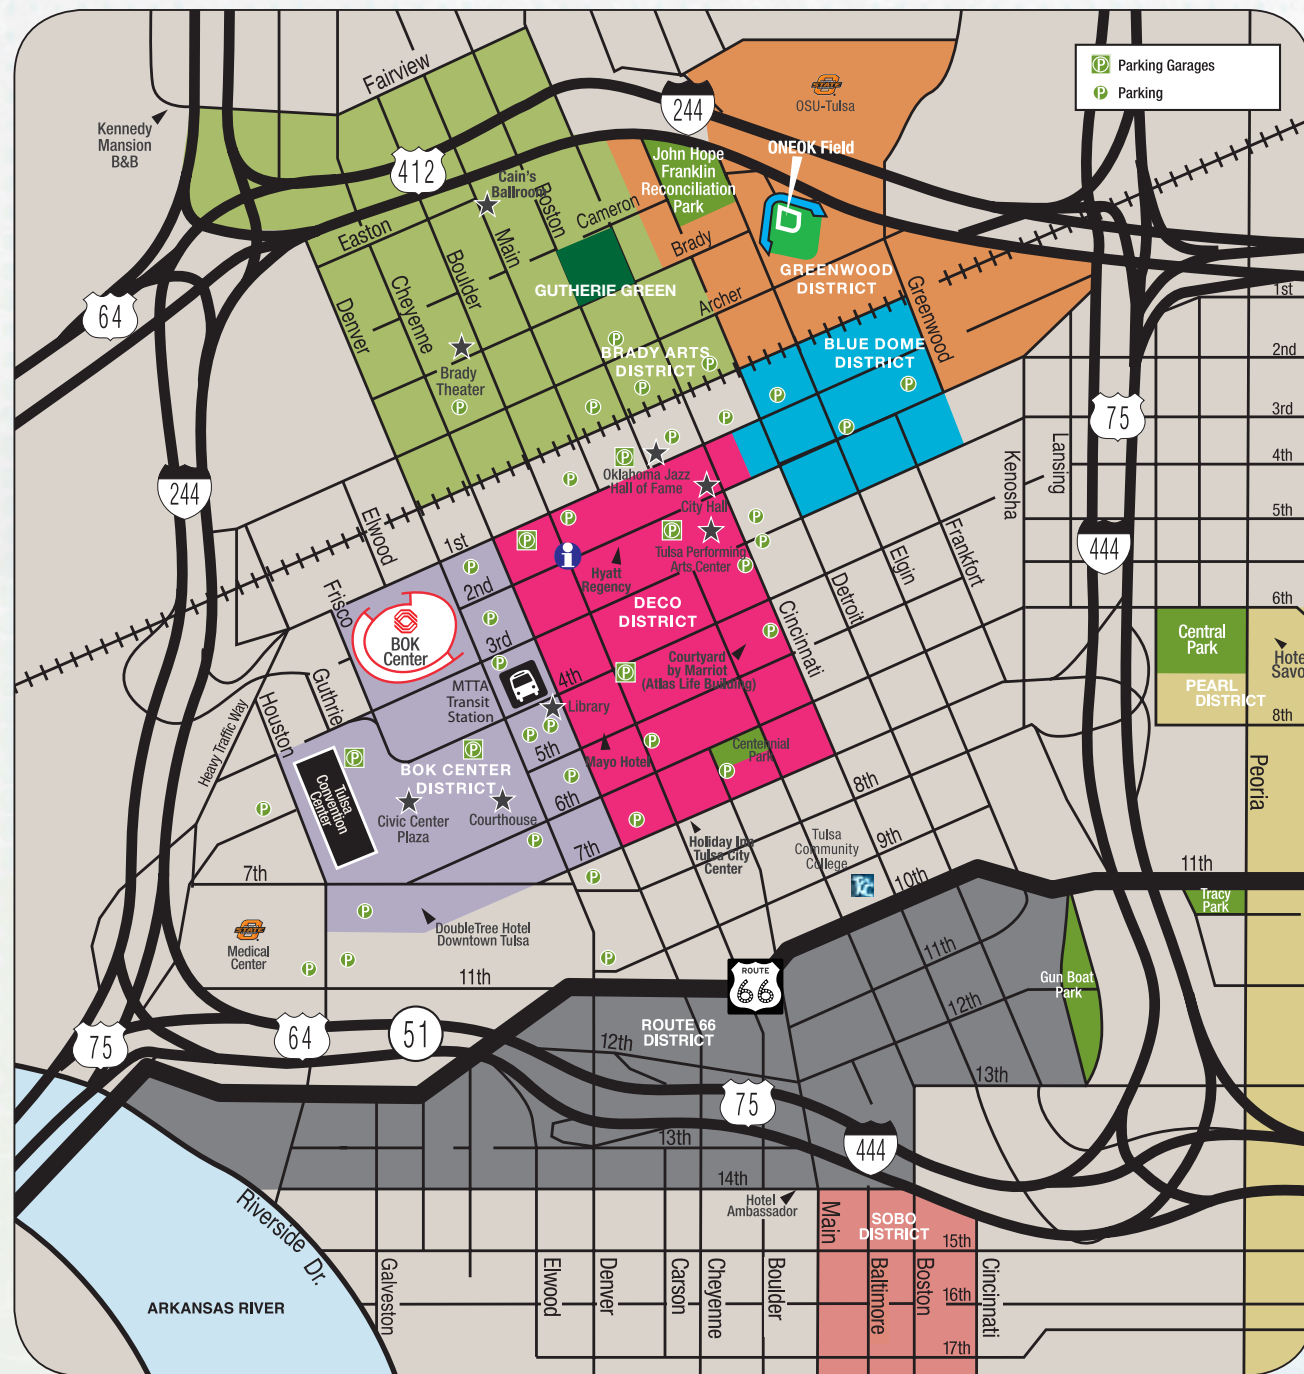 Parking Garages
Parking
Fairview
Kennedy
Mansion
B&B
412
244
STATE
OSU-Tulsa
ONEOK Field
John Hope
Franklin
Reconciliation
Park
Cain's
Ballroom
Boston
Cameron
Easton
Main
Brady
Boulder
Cheyenne
Denver
GUTHERIE GREEN
Archer
GREENWOOD
DISTRICT
Greenwood
64
1st
2nd
3rd
4th
5th
6th
8th
BRADY ARTS
DISTRICT
BLUE DOME
DISTRICT
Brady
Theater
75
Kenosha
Lansing
244
Oklahoma Jazz
Hall of Fame
City Hall
Tulsa Performing
Arts Center
444
Elwood
1st
2nd
3rd
4th
5th
6th
7th
i
Hyatt
Regency
DECO
DISTRICT
Frisco
BOK
Center
Guthrie
Houston
Heavy Traffic Way
MTTA
Transit
Station
Library
Courtyard
by Marriot
(Atlas Life Building)
Cincinnati
Detroit
Elgin
Frankfort
Central
Park
PEARL
DISTRICT
Hote
Savo
Peoria
Mayo Hotel
Centennial
Park
BOK CENTER
DISTRICT
Tulsa
Convention
Center
Civic Center
Plaza
Courthouse
Holiday Inn
Tulsa City
Center
Tulsa
Community
College
TCC
8th
9th
10th
11th
Tracy
Park
7th
STATE
Medical
Center
DoubleTree Hotel
Downtown Tulsa
11th
ROUTE
66
11th
12th
13th
Gun Boat
Park
ROUTE 66
DISTRICT
12th
75
64
51
75
444
13th
14th
Hotel
Ambassador
SOBO
DISTRICT
15th
16th
17th
Riverside Dr.
ARKANSAS RIVER
Galveston
Elwood
Denver
Carson
Cheyenne
Boulder
Main
Baltimore
Boston
Cincinnati